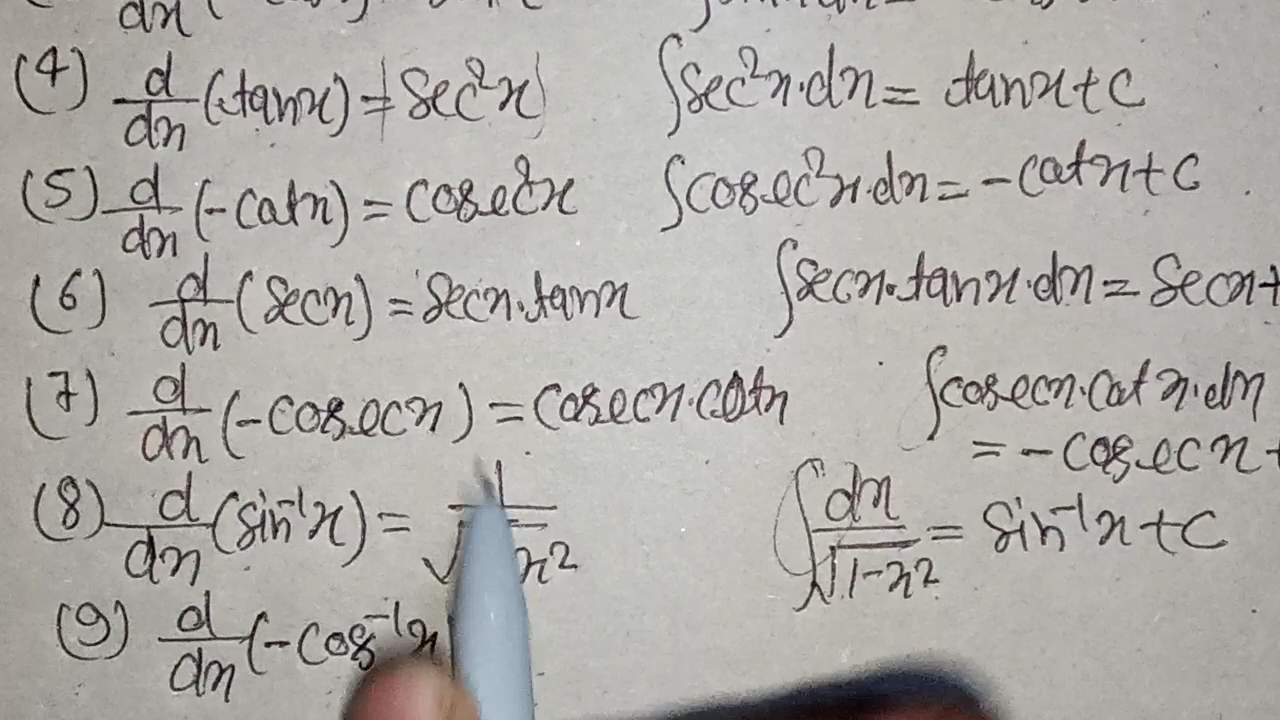 (4) d/dx (tanx) = sec²x ∫sec²x.dx = tanx+c
(5) d/dx (-cotx) = cosec²x ∫cosec²x.dx = -cotx+c
(6) d/dx (secx) = secx.tanx ∫secx.tanx.dx = secx+
(7) d/dx (-cosecx) = cosecx.cotx ∫cosecx.cotx.dx
= -cosecx+
(8) d/dx (sin⁻¹x) = 1/√ x² ∫dx/√1-x² = sin⁻¹x+c
(9) d/dx (-cos⁻¹x